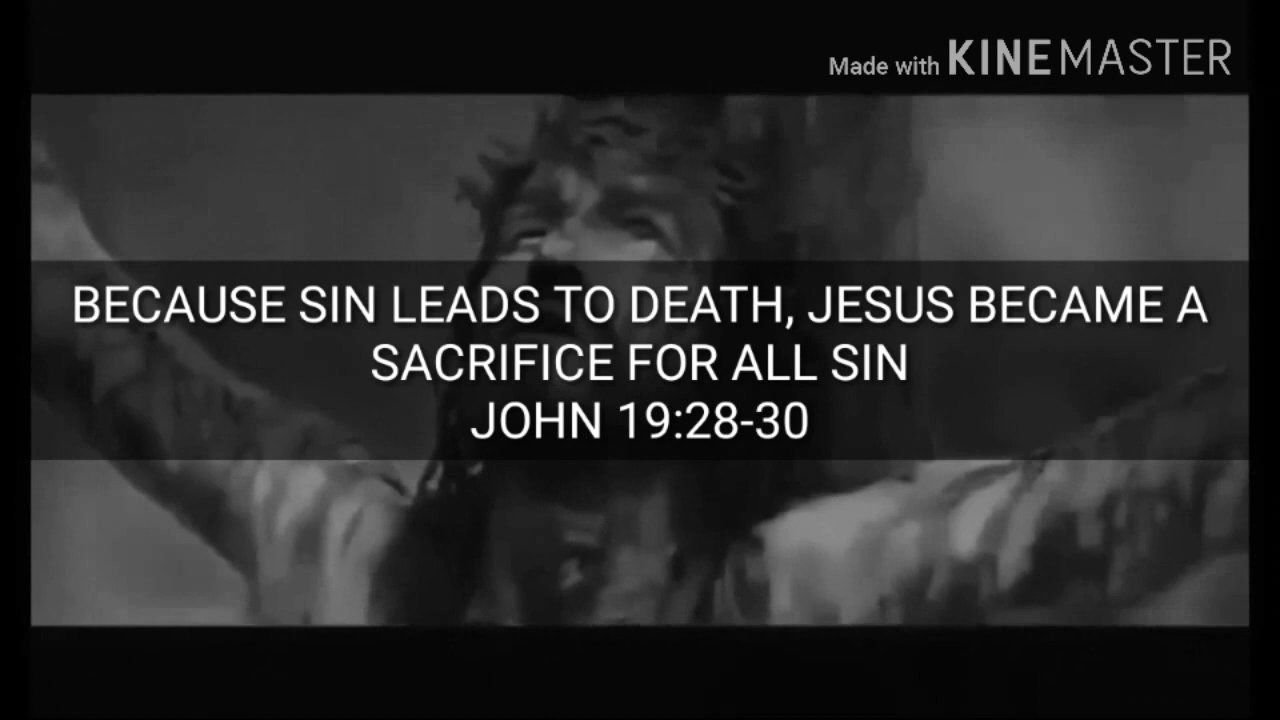 Made with KINEMASTER
BECAUSE SIN LEADS TO DEATH, JESUS BECAME A
SACRIFICE FOR ALL SIN
JOHN 19:28-30